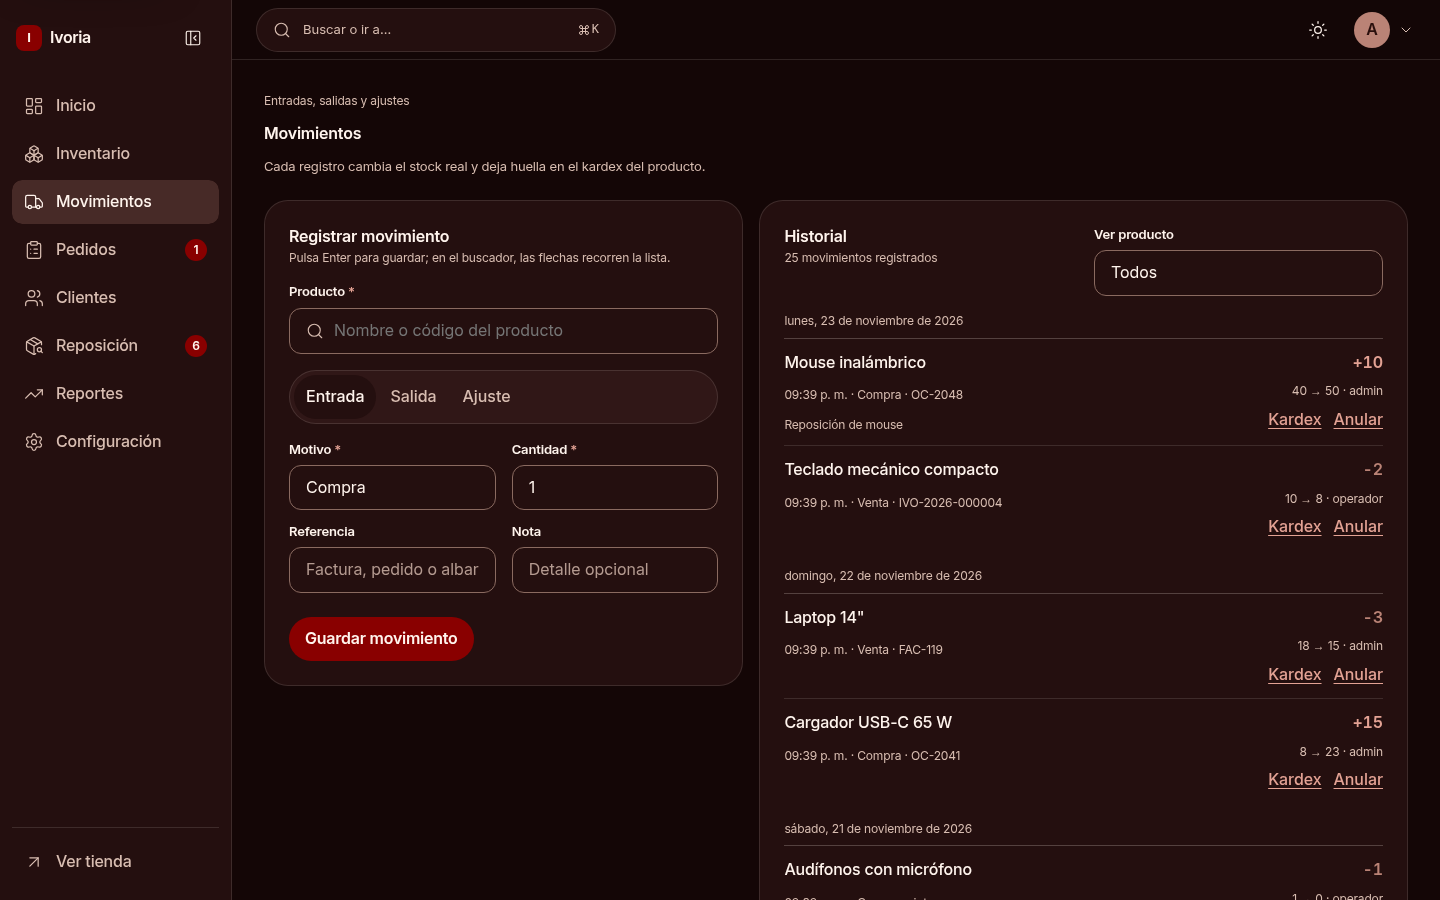 I Ivoria
Inicio
Inventario
Movimientos
Pedidos 1
Clientes
Reposición 6
Reportes
Configuración
Ver tienda
Buscar o ir a... ⌘K
A
Entradas, salidas y ajustes
Movimientos
Cada registro cambia el stock real y deja huella en el kardex del producto.
Registrar movimiento
Pulsa Enter para guardar; en el buscador, las flechas recorren la lista.
Producto *
Nombre o código del producto
Entrada Salida Ajuste
Motivo * Cantidad *
Compra 1
Referencia Nota
Factura, pedido o albar Detalle opcional
Guardar movimiento
Historial
25 movimientos registrados
Ver producto
Todos
lunes, 23 de noviembre de 2026
Mouse inalámbrico +10
09:39 p. m. · Compra · OC-2048 40 → 50 · admin
Reposición de mouse Kardex Anular
Teclado mecánico compacto -2
09:39 p. m. · Venta · IVO-2026-000004 10 → 8 · operador
Kardex Anular
domingo, 22 de noviembre de 2026
Laptop 14" -3
09:39 p. m. · Venta · FAC-119 18 → 15 · admin
Kardex Anular
Cargador USB-C 65 W +15
09:39 p. m. · Compra · OC-2041 8 → 23 · admin
Kardex Anular
sábado, 21 de noviembre de 2026
Audífonos con micrófono -1
1 → 0 · operador